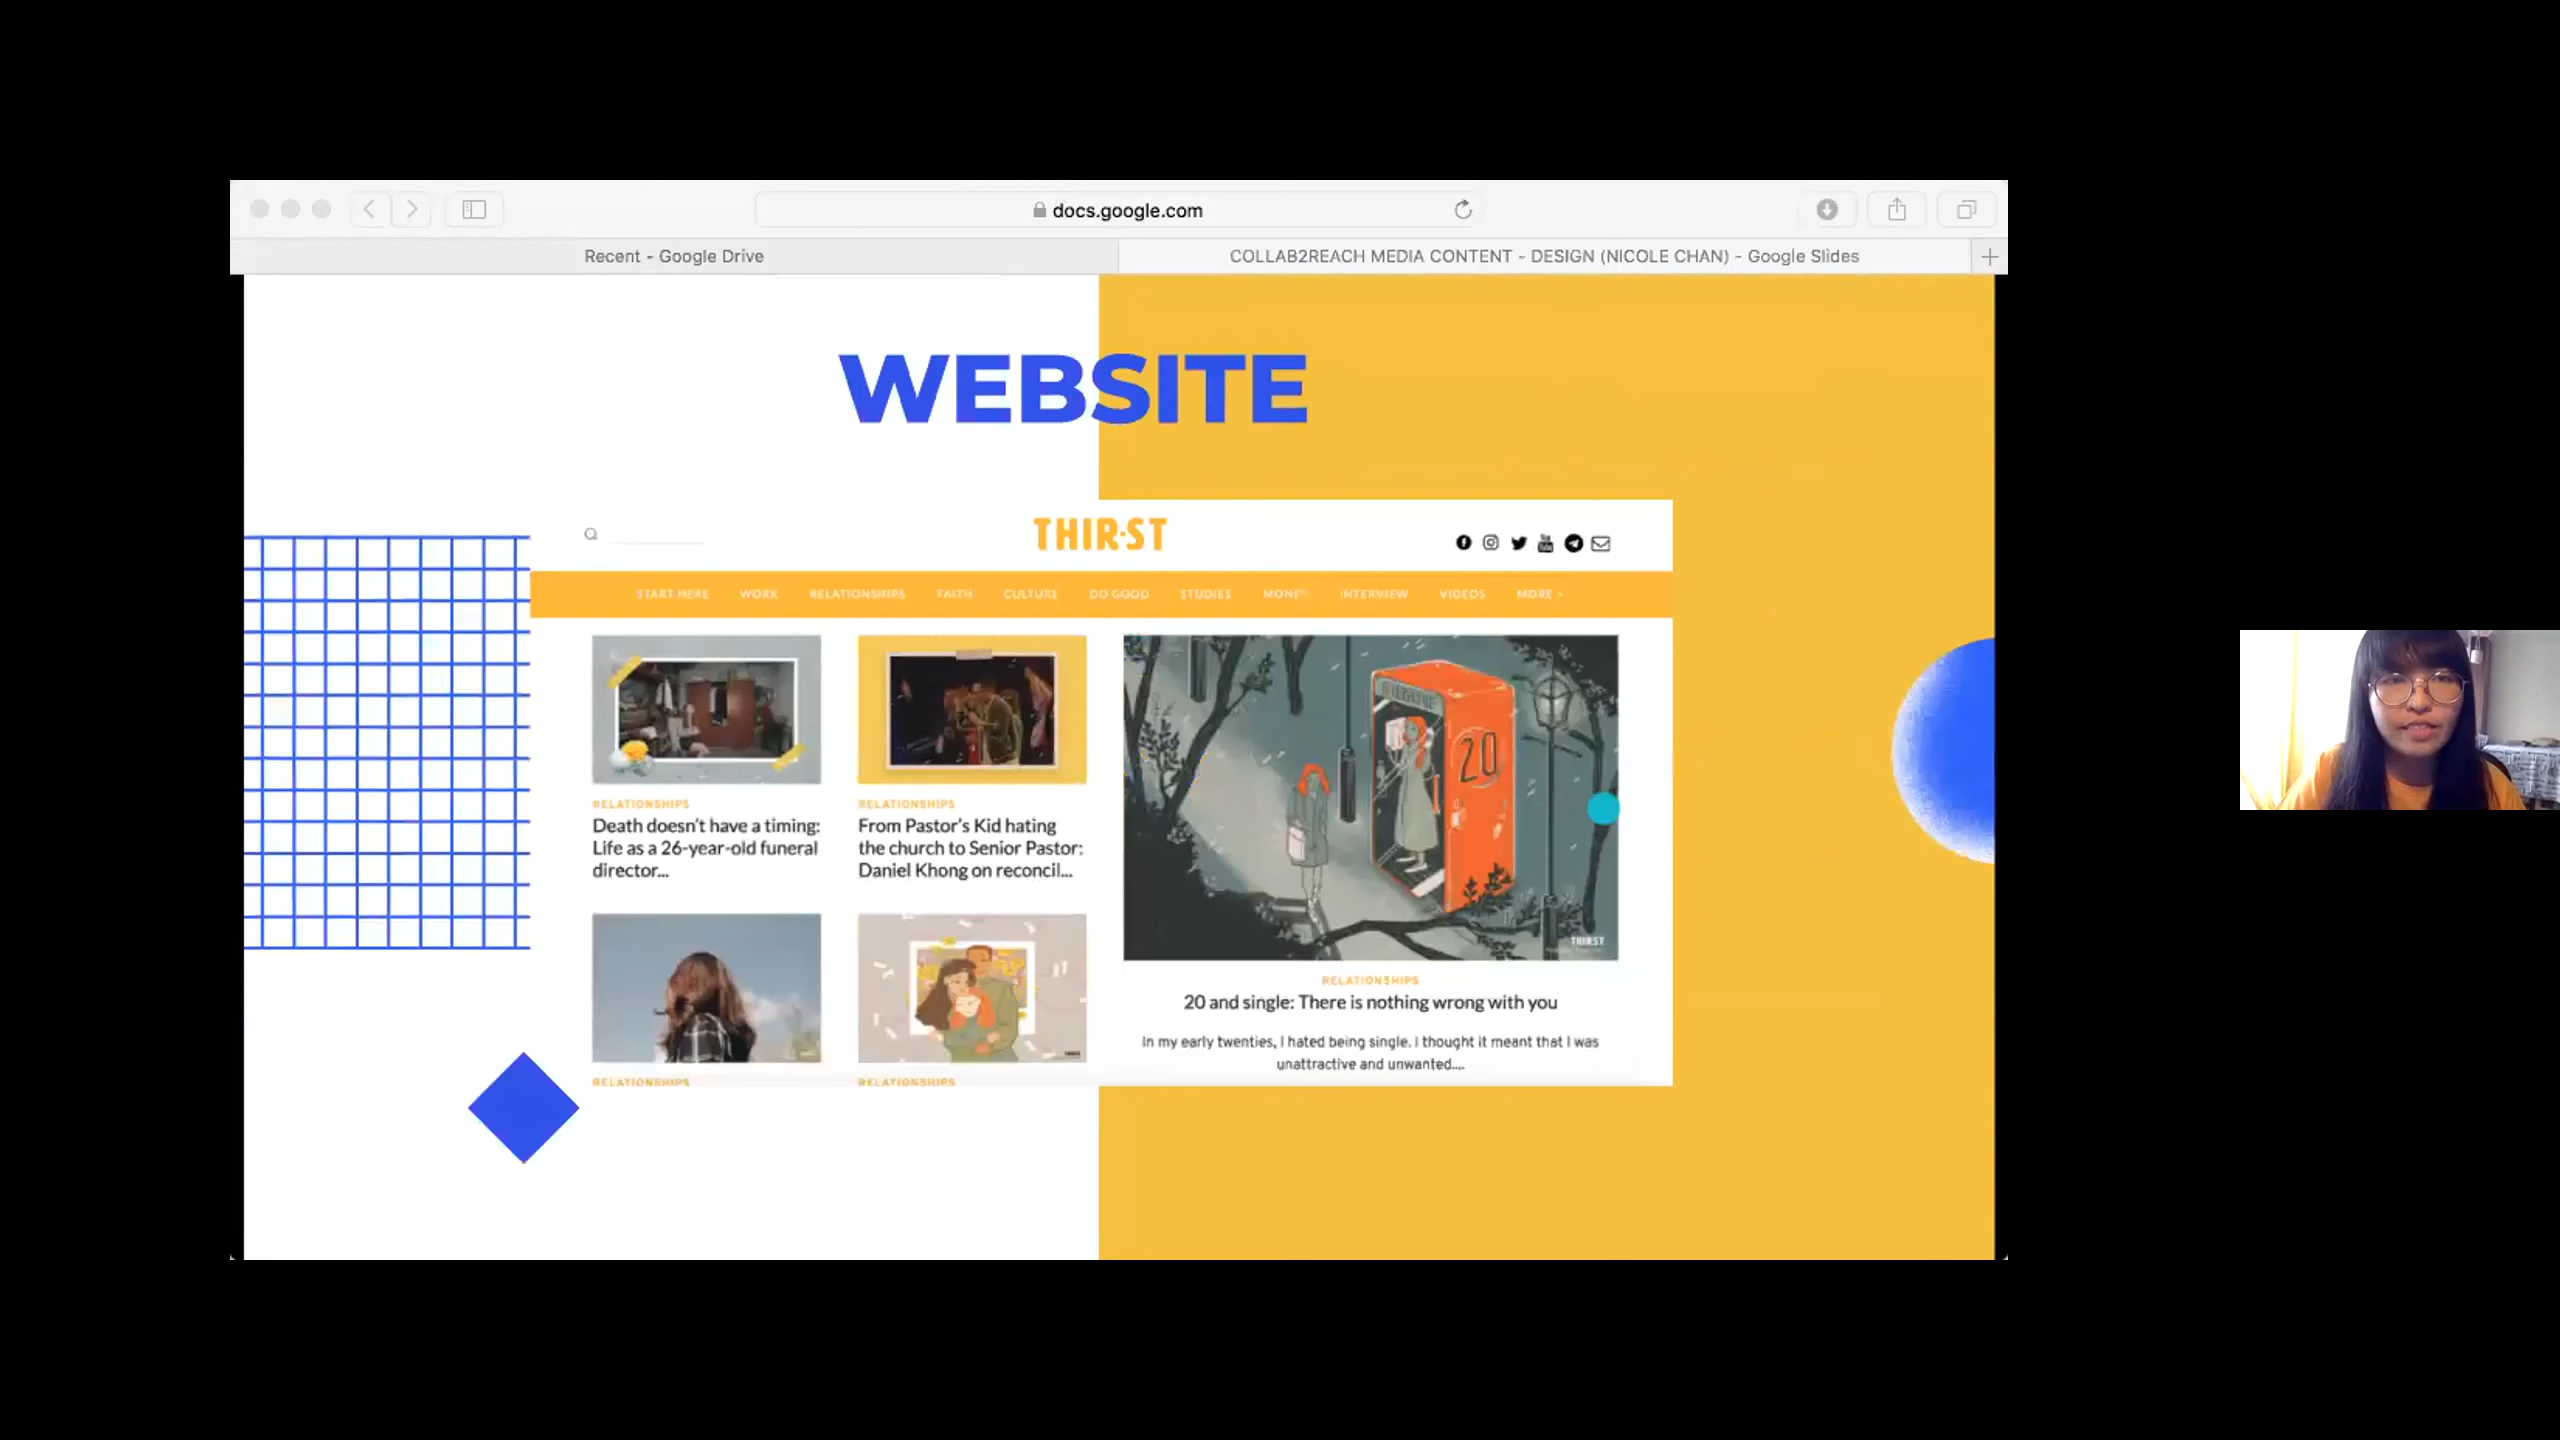 docs.google.com
Recent - Google Drive
COLLAB2REACH MEDIA CONTENT - DESIGN (NICOLE CHAN) - Google Slides
WEBSITE
THIR·ST
START HERE WORK RELATIONSHIPS FAITH CULTURE DO GOOD STUDIES MONEY INTERVIEW VIDEOS MORE
TELEPHONE
20
THIR.ST
RELATIONSHIPS
Death doesn't have a timing:
Life as a 26-year-old funeral
director...
RELATIONSHIPS
From Pastor's Kid hating
the church to Senior Pastor:
Daniel Khong on reconcil...
RELATIONSHIPS
20 and single: There is nothing wrong with you
In my early twenties, I hated being single. I thought it meant that I was
unattractive and unwanted....
RELATIONSHIPS
RELATIONSHIPS